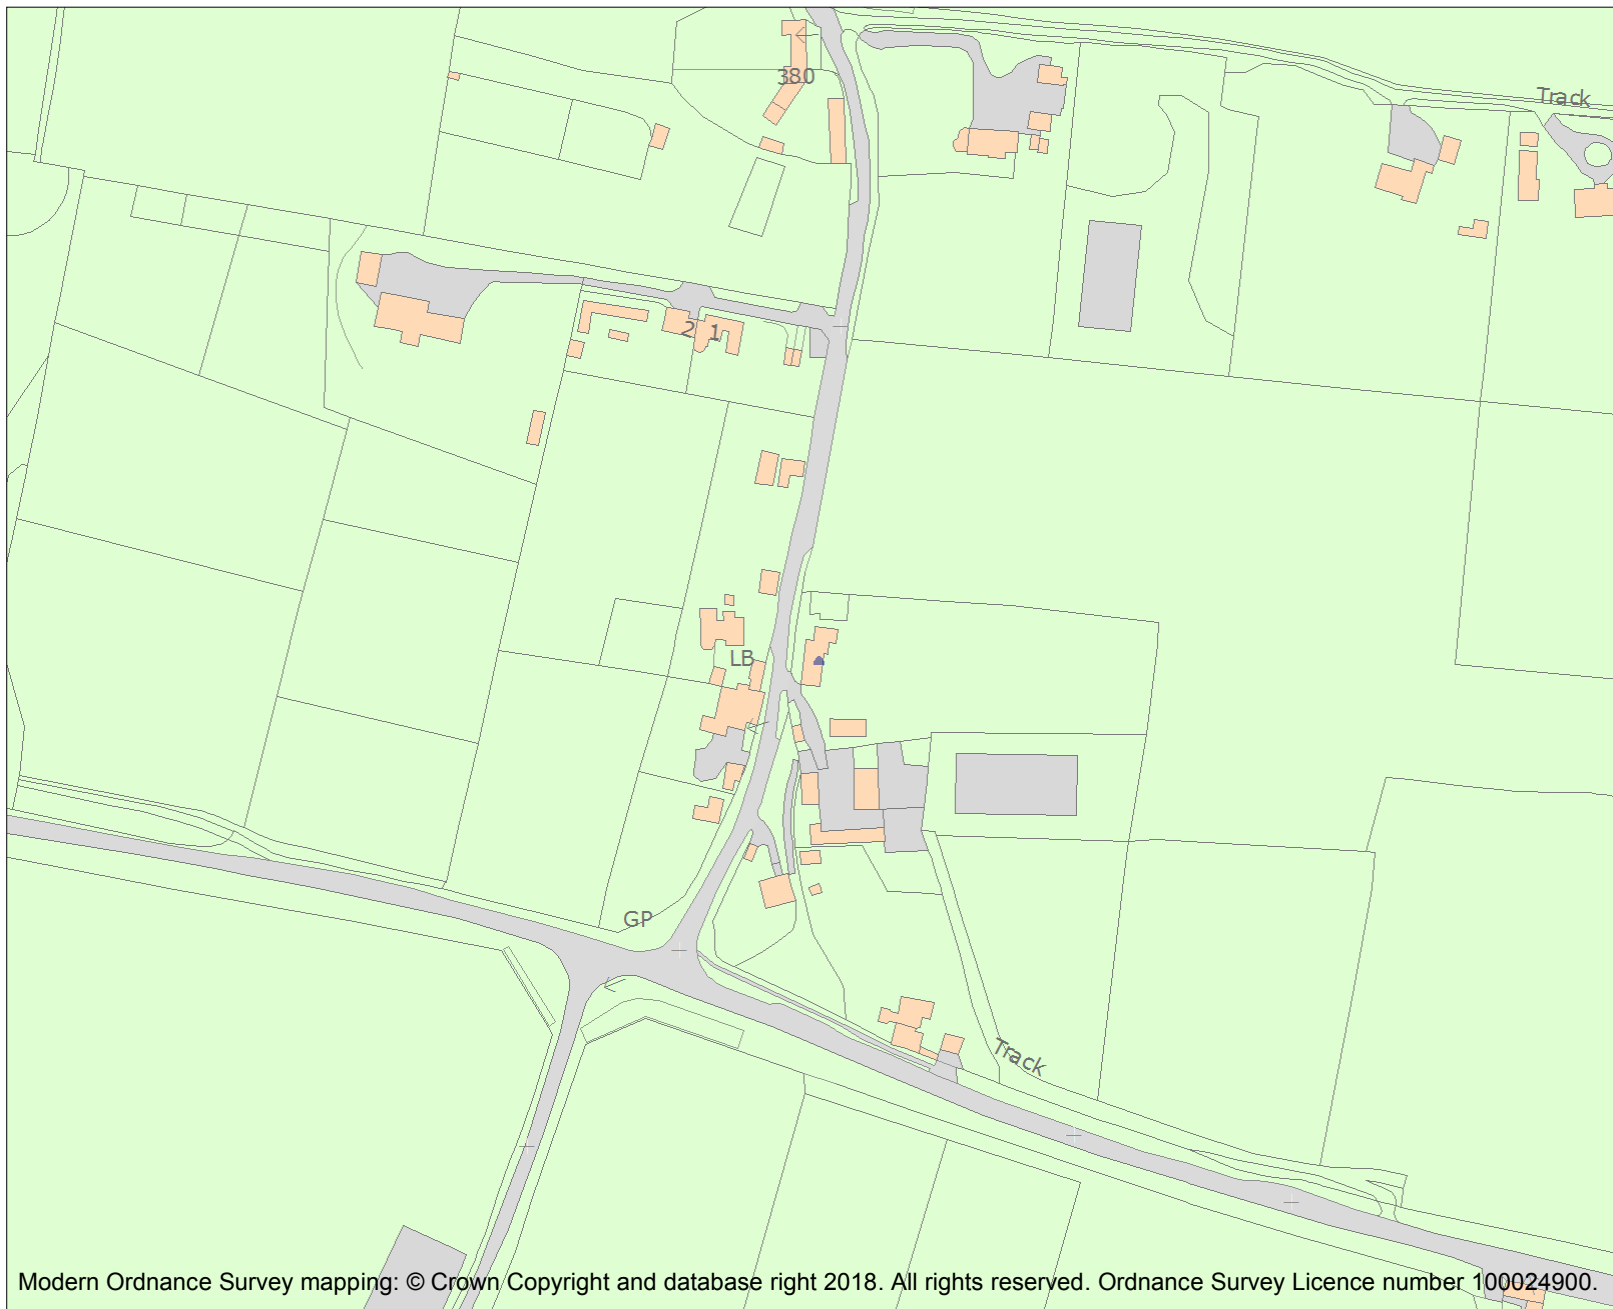 380
Track
2 1
LB
GP
Track
Modern Ordnance Survey mapping: © Crown Copyright and database right 2018. All rights reserved. Ordnance Survey Licence number 100024900.